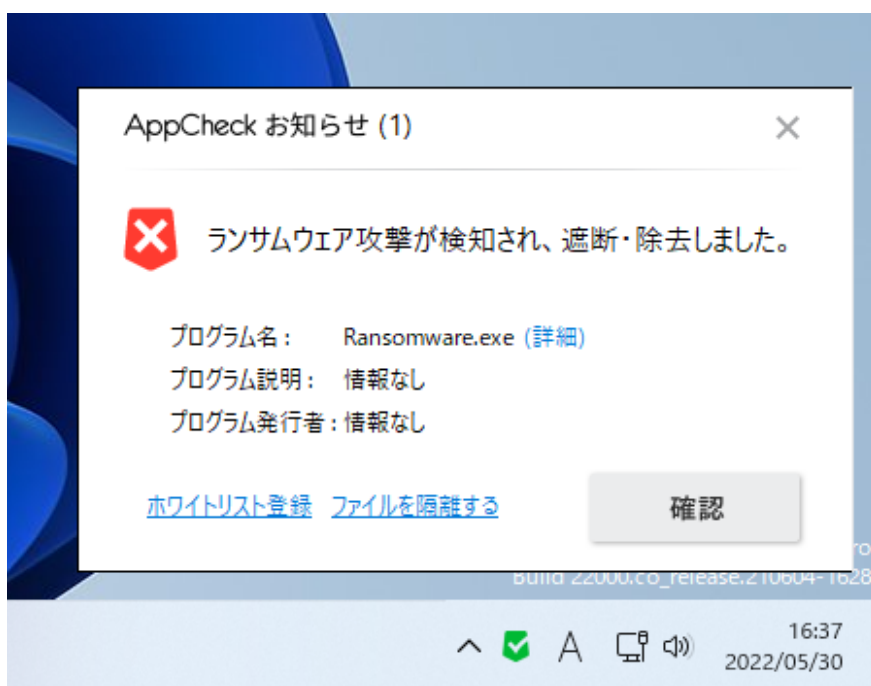 AppCheck お知らせ (1)
ランサムウェア攻撃が検知され、遮断・除去しました。
プログラム名 : Ransomware.exe (詳細)
プログラム説明 : 情報なし
プログラム発行者 : 情報なし
ホワイトリスト登録 ファイルを隔離する 確認
Build 22000.co_release.210604-1628
A 16:37
2022/05/30